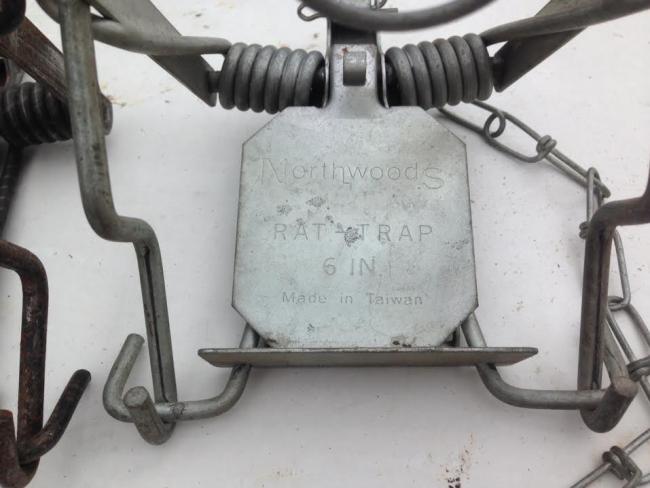 Northwoods
RAT-TRAP
6 IN.
Made in Taiwan